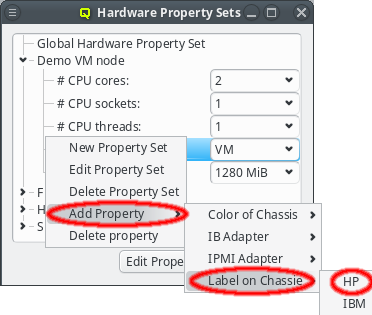 Hardware Property Sets
Global Hardware Property Set
Demo VM node
# CPU cores: 2
# CPU sockets: 1
# CPU threads: 1
VM
1280 MiB
New Property Set
Edit Property Set
Delete Property Set
Add Property
Delete property
F
H
S
Color of Chassis
IB Adapter
IPMI Adapter
Label on Chassie
Edit Prope
HP
IBM